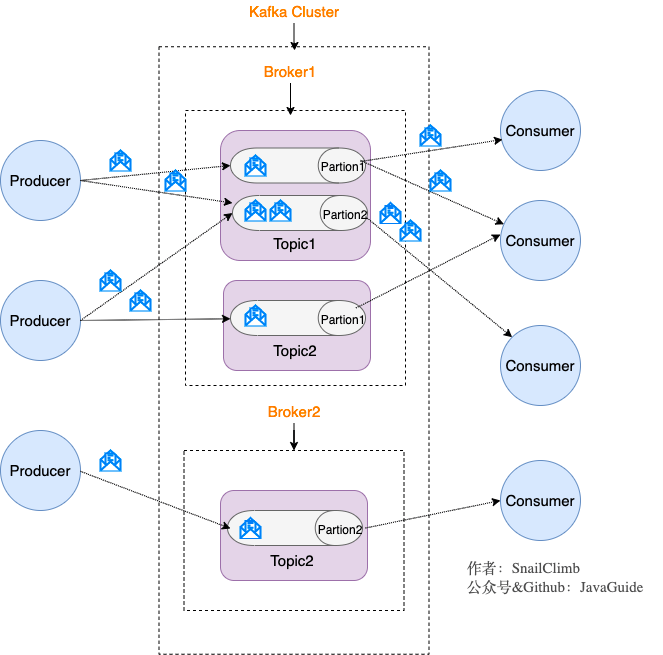 Kafka Cluster
Broker1
Producer
Partion1
Consumer
Partion2
Topic1
Consumer
Producer
Partion1
Topic2
Consumer
Broker2
Producer
Partion2
Consumer
Topic2
作者：SnailClimb
公众号&Github：JavaGuide